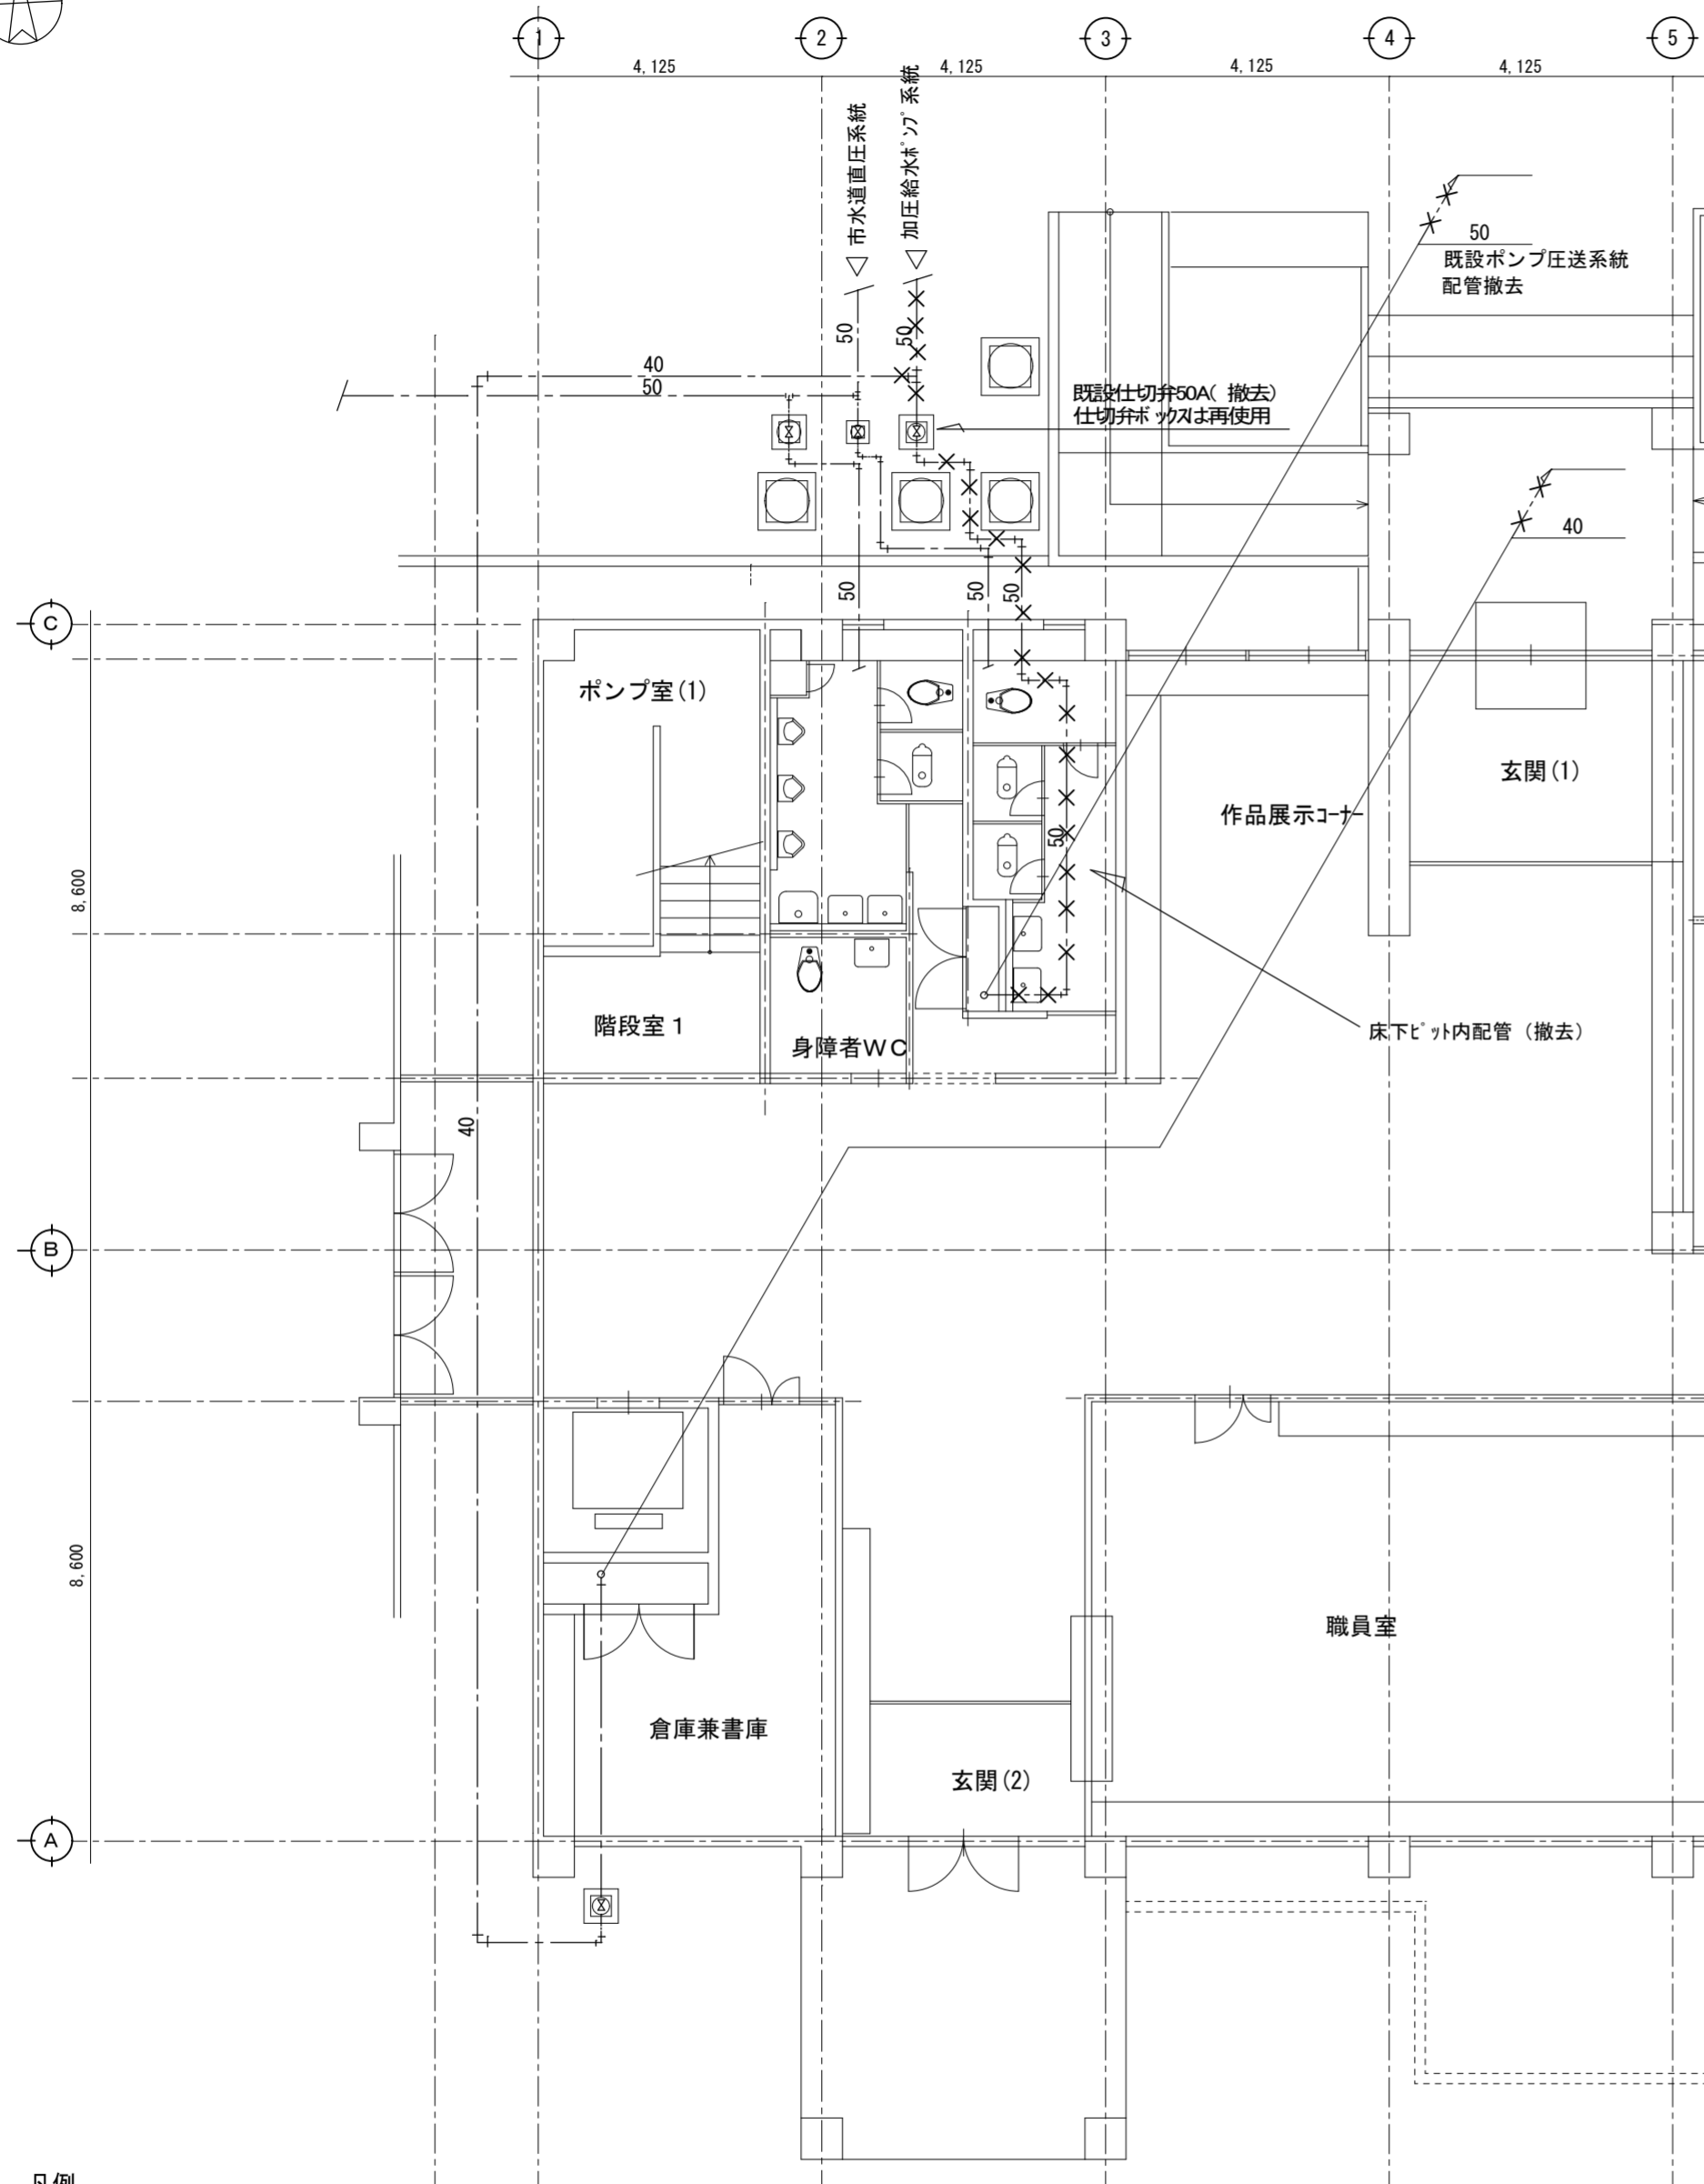 1
2
3
4
5
4,125
4,125
4,125
4,125
市水道直圧系統
加圧給水ポンプ系統
50
既設ポンプ圧送系統
配管撤去
50
50
40
50
既設仕切弁50A(撤去)
仕切弁ボックスは再使用
40
50
50
50
C
ポンプ室(1)
玄関(1)
作品展示コーナー
50
8,600
階段室1
身障者WC
床下ピット内配管(撤去)
40
B
8,600
職員室
倉庫兼書庫
玄関(2)
A